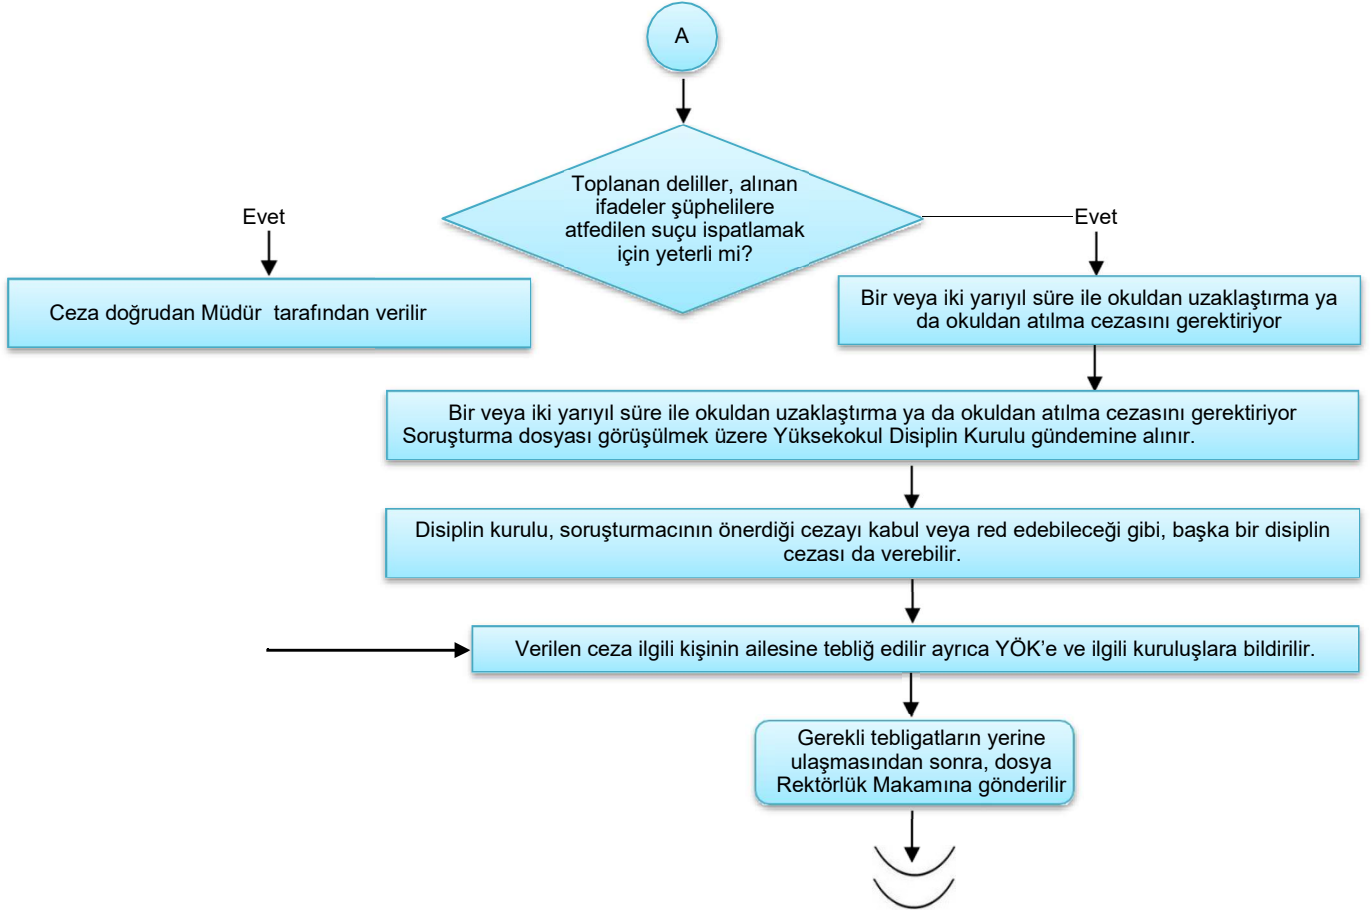 A
Toplanan deliller, alınan
ifadeler şüphelilere
atfedilen suçu ispatlamak
için yeterli mi?
Evet
Evet
Ceza doğrudan Müdür  tarafından verilir
Bir veya iki yarıyıl süre ile okuldan uzaklaştırma ya
da okuldan atılma cezasını gerektiriyor
Bir veya iki yarıyıl süre ile okuldan uzaklaştırma ya da okuldan atılma cezasını gerektiriyor
Soruşturma dosyası görüşülmek üzere Yüksekokul Disiplin Kurulu gündemine alınır.
Disiplin kurulu, soruşturmacının önerdiği cezayı kabul veya red edebileceği gibi, başka bir disiplin
cezası da verebilir.
Verilen ceza ilgili kişinin ailesine tebliğ edilir ayrıca YÖK’e ve ilgili kuruluşlara bildirilir.
Gerekli tebligatların yerine
ulaşmasından sonra, dosya
Rektörlük Makamına gönderilir